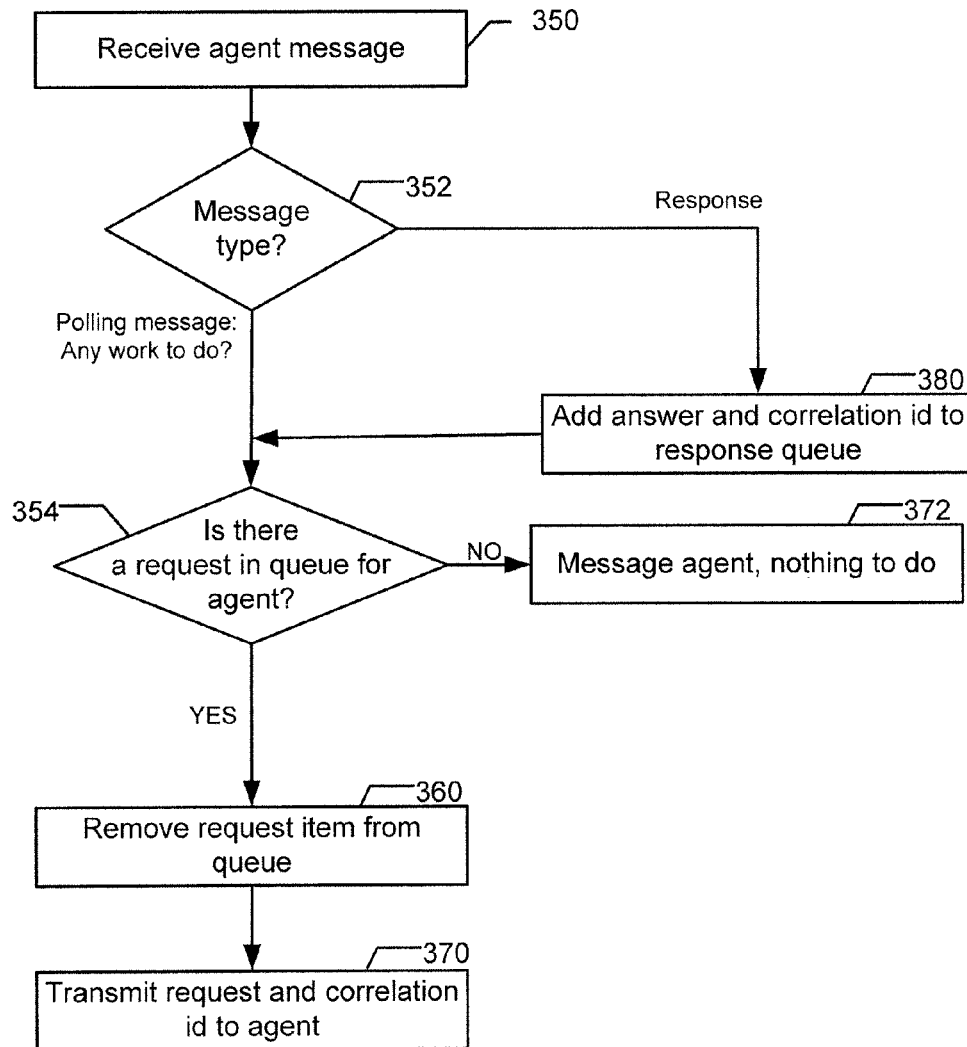 Receive agent message
350
352
Message
type?
Response
Polling message:
Any work to do?
380
Add answer and correlation id to
response queue
354
Is there
a request in queue for
agent?
NO
372
Message agent, nothing to do
YES
360
Remove request item from
queue
370
Transmit request and correlation
id to agent